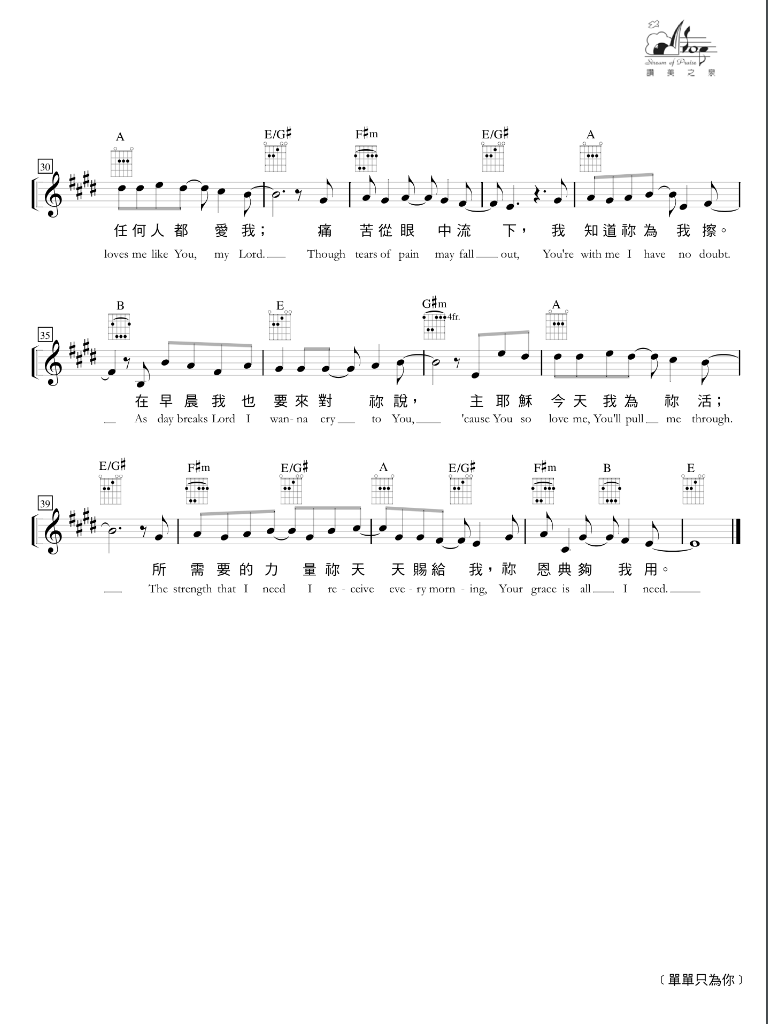 Stream of Praise
讚美之泉
A E/G# F#m E/G# A
30
任何人都 愛我； 痛 苦從眼 中流 下， 我 知道祢為 我擦。
loves me like You, my Lord. Though tears of pain may fall out, You're with me I have no doubt.
B E G#m A
4fr.
35
在早晨我也 要來對 祢說， 主耶穌 今天我為 祢活；
As day breaks Lord I wan-na cry to You, 'cause You so love me, You'll pull me through.
E/G# F#m E/G# A E/G# F#m B E
39
所 需要的力 量祢天 天賜給 我，祢 恩典夠 我用。
The strength that I need I re - ceive eve - ry morn - ing, Your grace is all I need.
﹝單單只為你﹞